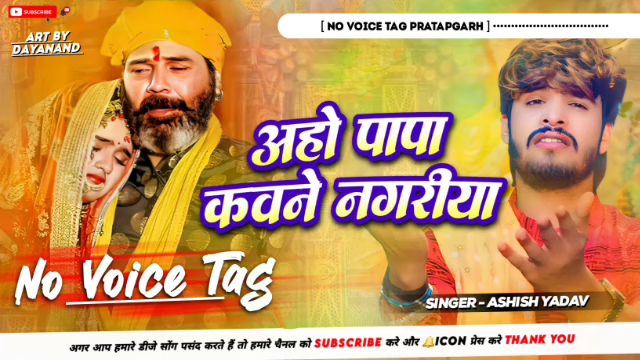 SUBSCRIBE
ART BY
DAYANAND
[ NO VOICE TAG PRATAPGARH ]
अहो पापा
कवने नगरीया
No Voice Tag
SINGER - ASHISH YADAV
अगर आप हमारे डीजे सॉग पसंद करते हैं तो हमारे चैनल को SUBSCRIBE करे और 🔔ICON प्रेस करे THANK YOU